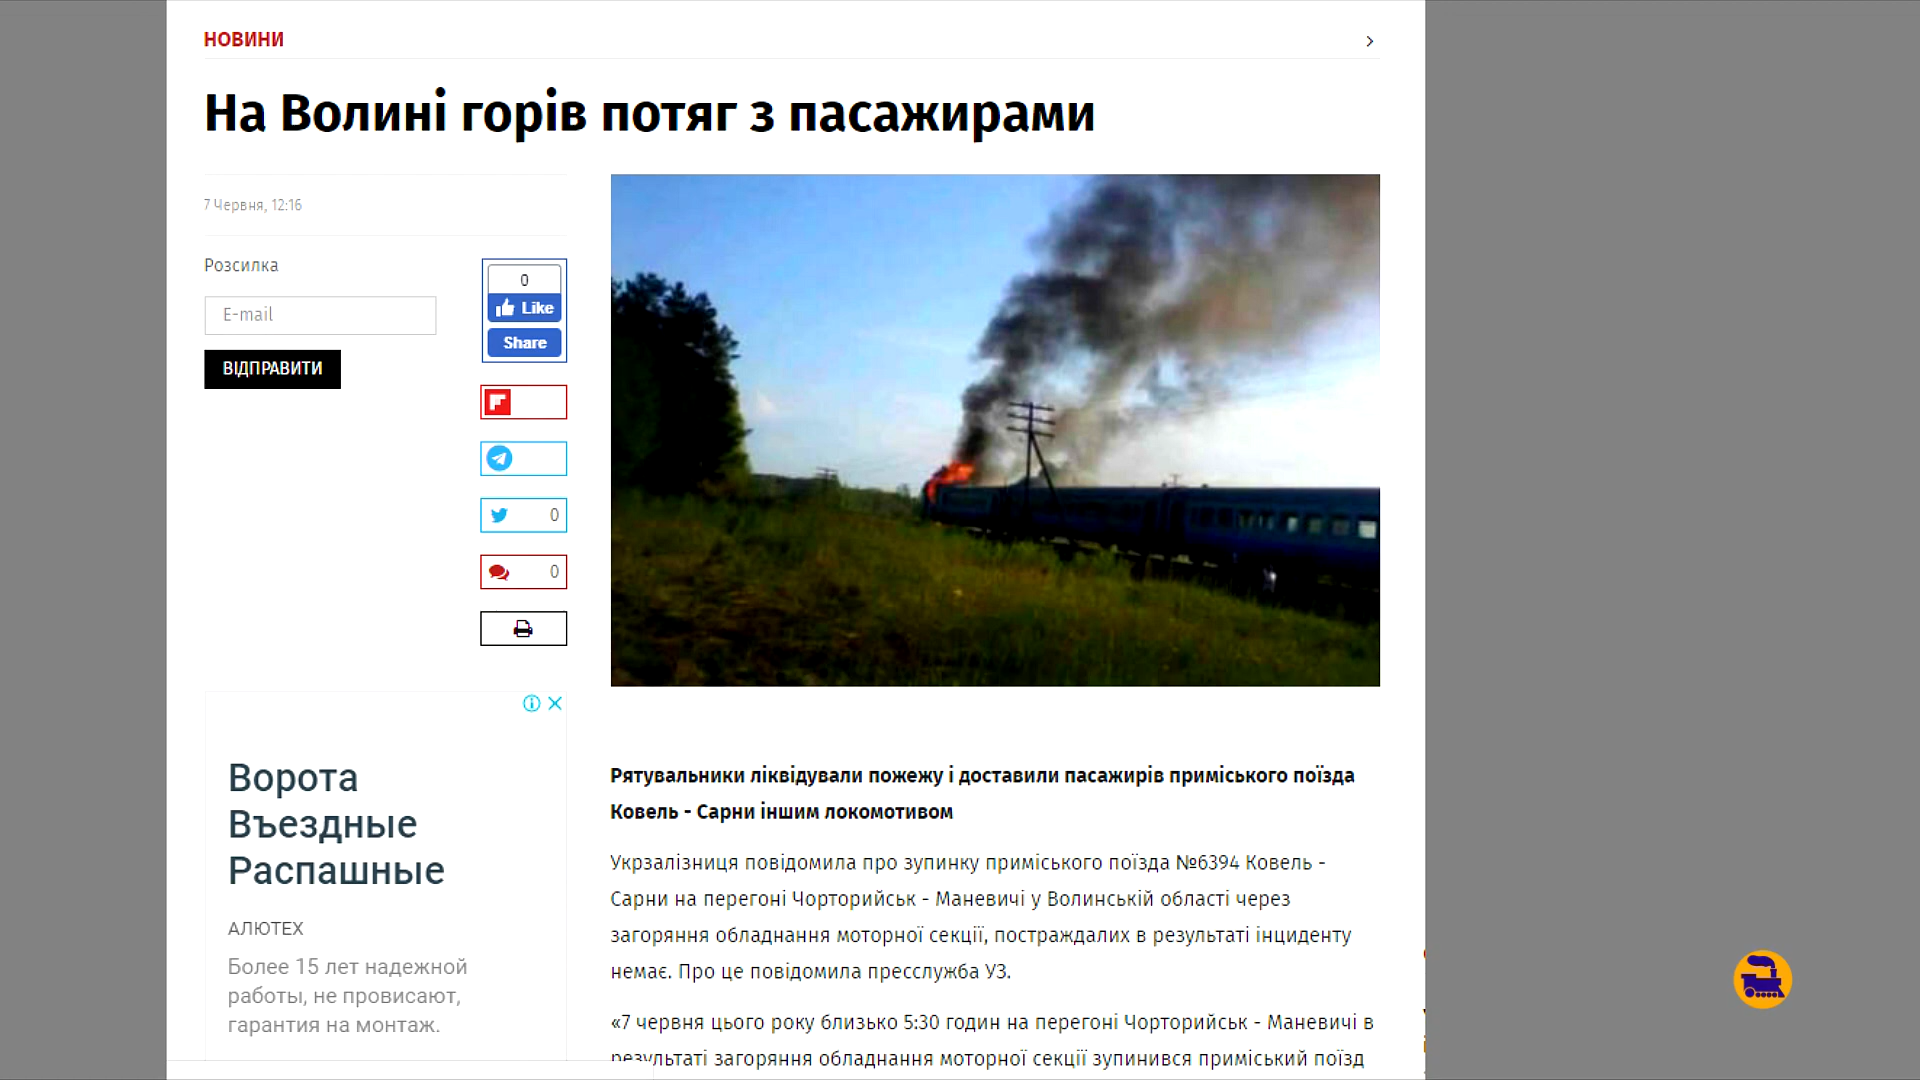 НОВИНИ
На Волині горів потяг з пасажирами
7 Червня, 12:16
Розсилка
E-mail
ВІДПРАВИТИ
0
Like
Share
0
0
Ворота
Въездные
Распашные
АЛЮТЕХ
Более 15 лет надежной
работы, не провисают,
гарантия на монтаж.
Рятувальники ліквідували пожежу і доставили пасажирів приміського поїзда
Ковель - Сарни іншим локомотивом
Укрзалізниця повідомила про зупинку приміського поїзда №6394 Ковель -
Сарни на перегоні Чорторийськ - Маневичі у Волинській області через
загоряння обладнання моторної секції, постраждалих в результаті інциденту
немає. Про це повідомила пресслужба УЗ.
«7 червня цього року близько 5:30 годин на перегоні Чорторийськ - Маневичі в
результаті загоряння обладнання моторної секції зупинився приміський поїзд